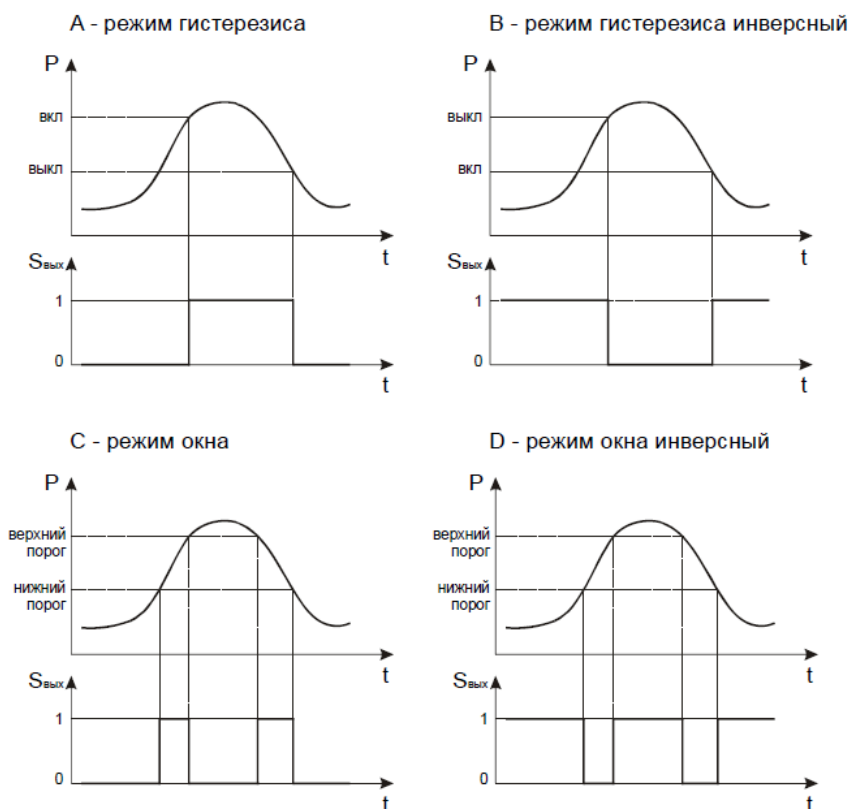 A - режим гистерезиса
P
вкл
выкл
t
Sвых
1
0
t
B - режим гистерезиса инверсный
P
выкл
вкл
t
Sвых
1
0
t
C - режим окна
P
верхний
порог
нижний
порог
t
Sвых
1
0
t
D - режим окна инверсный
P
верхний
порог
нижний
порог
t
Sвых
1
0
t